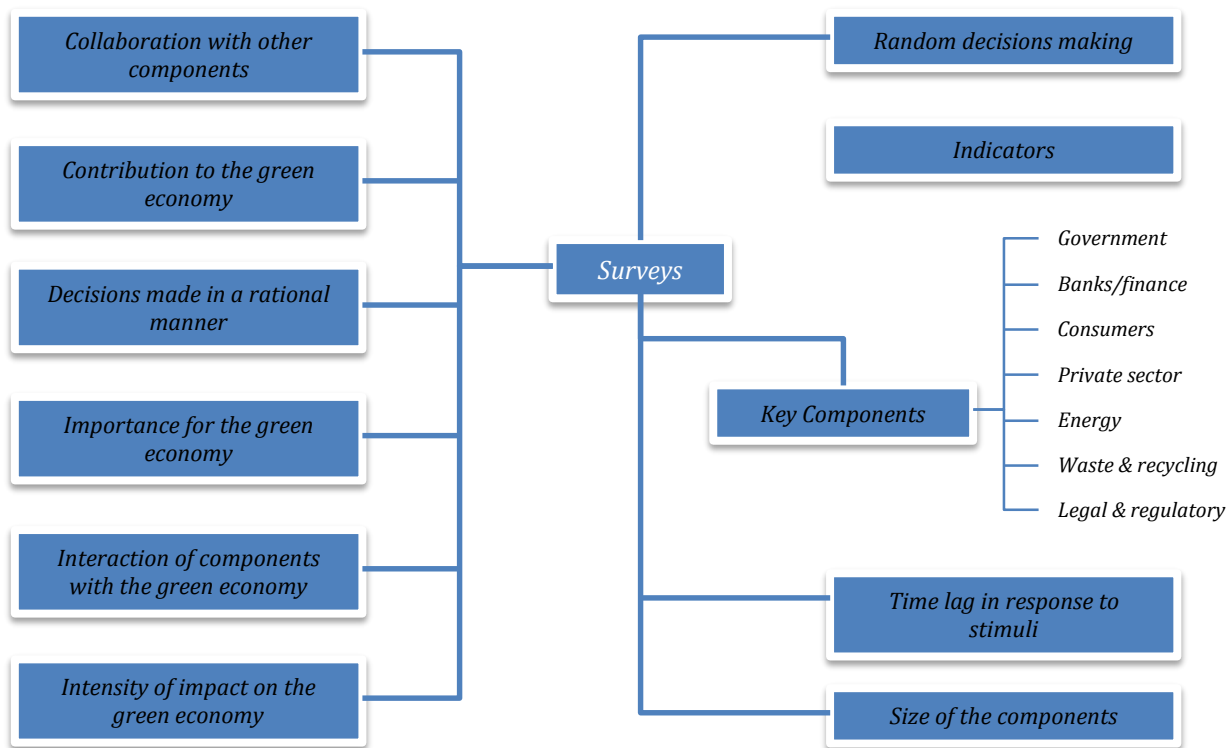 Collaboration with other
components
Contribution to the green
economy
Decisions made in a rational
manner
Importance for the green
economy
Interaction of components
with the green economy
Intensity of impact on the
green economy
Surveys
Random decisions making
Indicators
Key Components
Government
Banks/finance
Consumers
Private sector
Energy
Waste & recycling
Legal & regulatory
Time lag in response to
stimuli
Size of the components